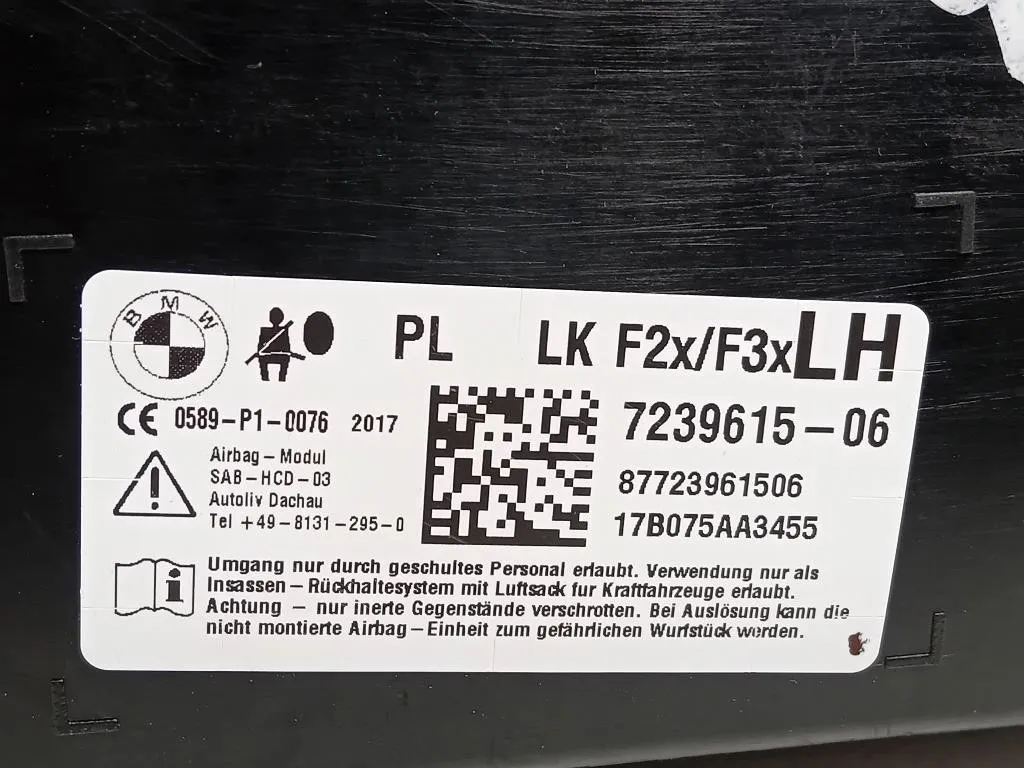 BMW
PL LK F2x/F3x LH
CE 0589-P1-0076 2017
7239615-06
Airbag-Modul
SAB-HCD-03
Autoliv Dachau
Tel +49-8131-295-0
87723961506
17B075AA3455
Umgang nur durch geschultes Personal erlaubt. Verwendung nur als
Insassen-Rückhaltesystem mit Luftsack fur Kraftfahrzeuge erlaubt.
Achtung - nur inerte Gegenstände verschrotten. Bei Auslösung kann die
nicht montierte Airbag-Einheit zum gefährlichen Wurfstück werden.